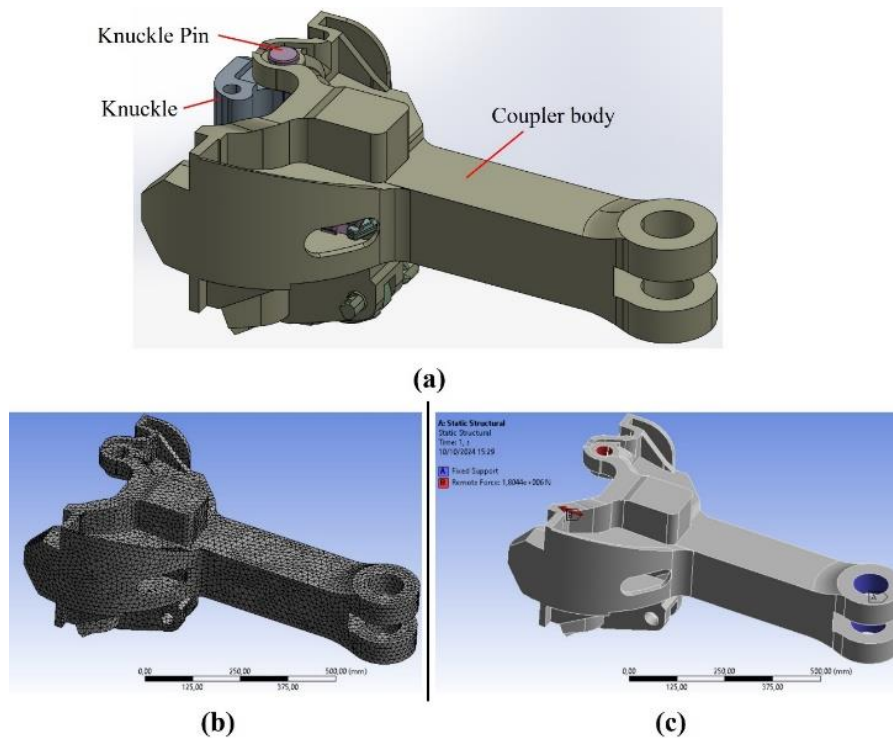 Knuckle Pin
Knuckle
Coupler body
(a)
A: Static Structural
Static Structural
Time: 1, s
10/10/2024 15:29
A Fixed Support
B Remote Force: 1,8044e+006 N
A
0,00 250,00 500,00 (mm)
125,00 375,00
0,00 250,00 500,00 (mm)
125,00 375,00
(b)
(c)